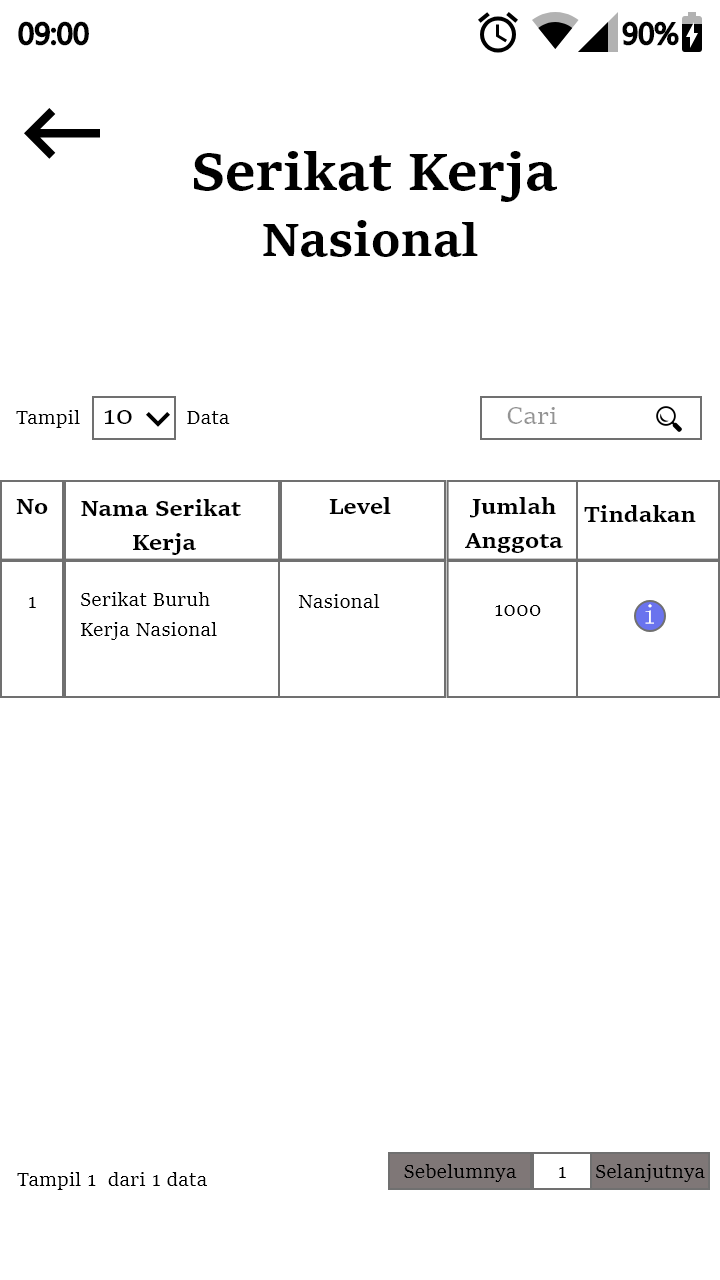 09:00 90%
Serikat Kerja
Nasional
Tampil 10 Data Cari
No Nama Serikat Kerja Level Jumlah Anggota Tindakan
1 Serikat Buruh Kerja Nasional Nasional 1000 i
Tampil 1 dari 1 data Sebelumnya 1 Selanjutnya